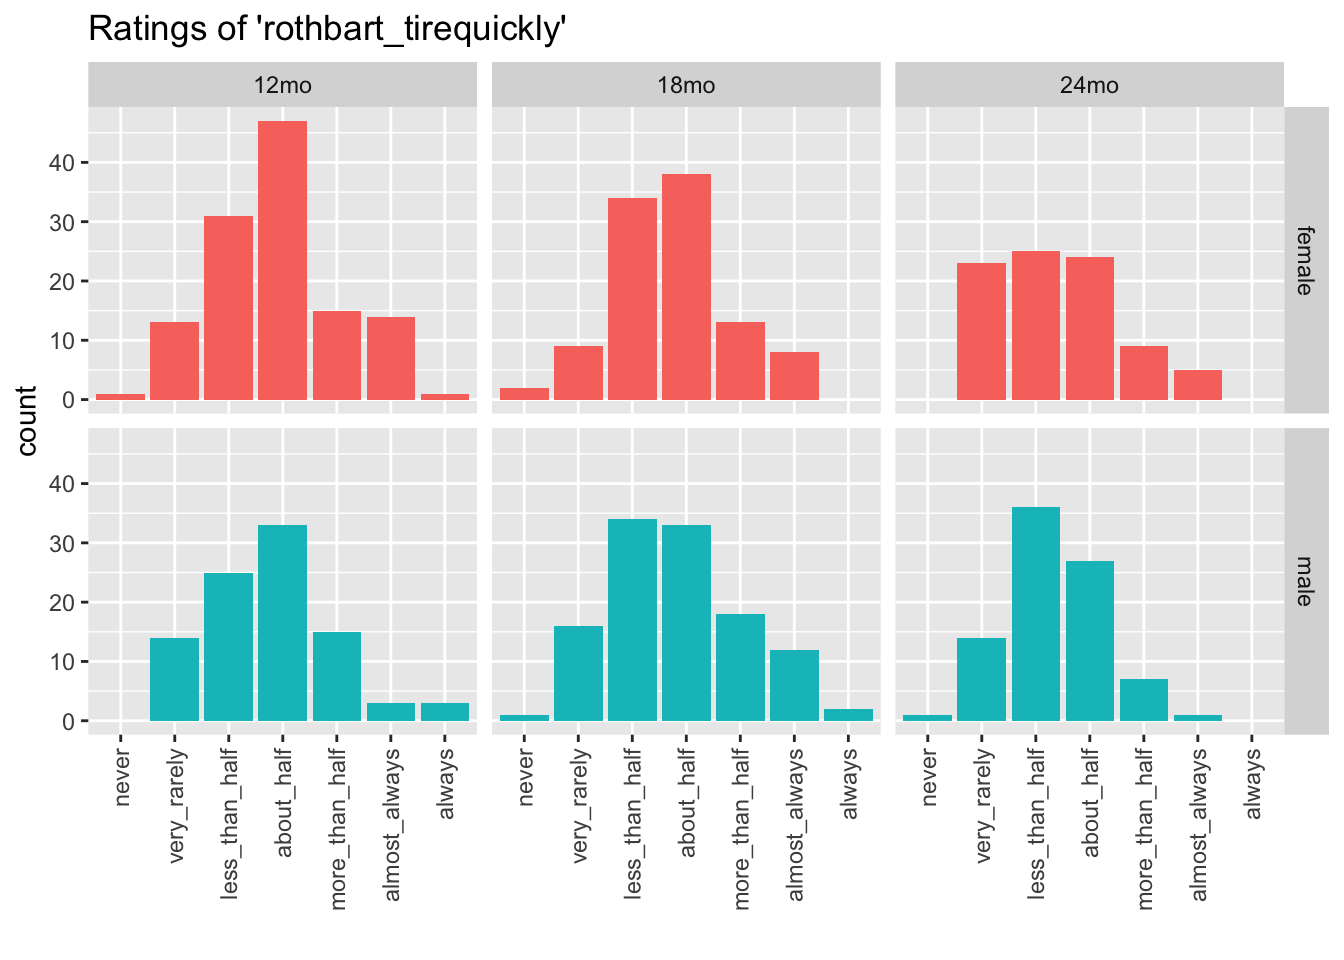 Ratings of 'rothbart_tirequickly'
12mo
18mo
24mo
count
40
30
20
10
0
female
40
30
20
10
0
male
never
very_rarely
less_than_half
about_half
more_than_half
almost_always
always
never
very_rarely
less_than_half
about_half
more_than_half
almost_always
always
never
very_rarely
less_than_half
about_half
more_than_half
almost_always
always